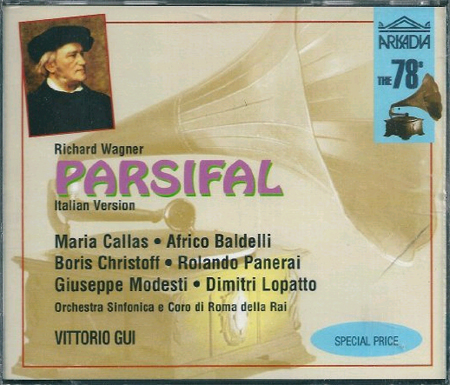 ARKADIA
THE 78s
Richard Wagner
PARSIFAL
Italian Version
Maria Callas • Africo Baldelli
Boris Christoff • Rolando Panerai
Giuseppe Modesti • Dimitri Lopatto
Orchestra Sinfonica e Coro di Roma della Rai
VITTORIO GUI
SPECIAL PRICE